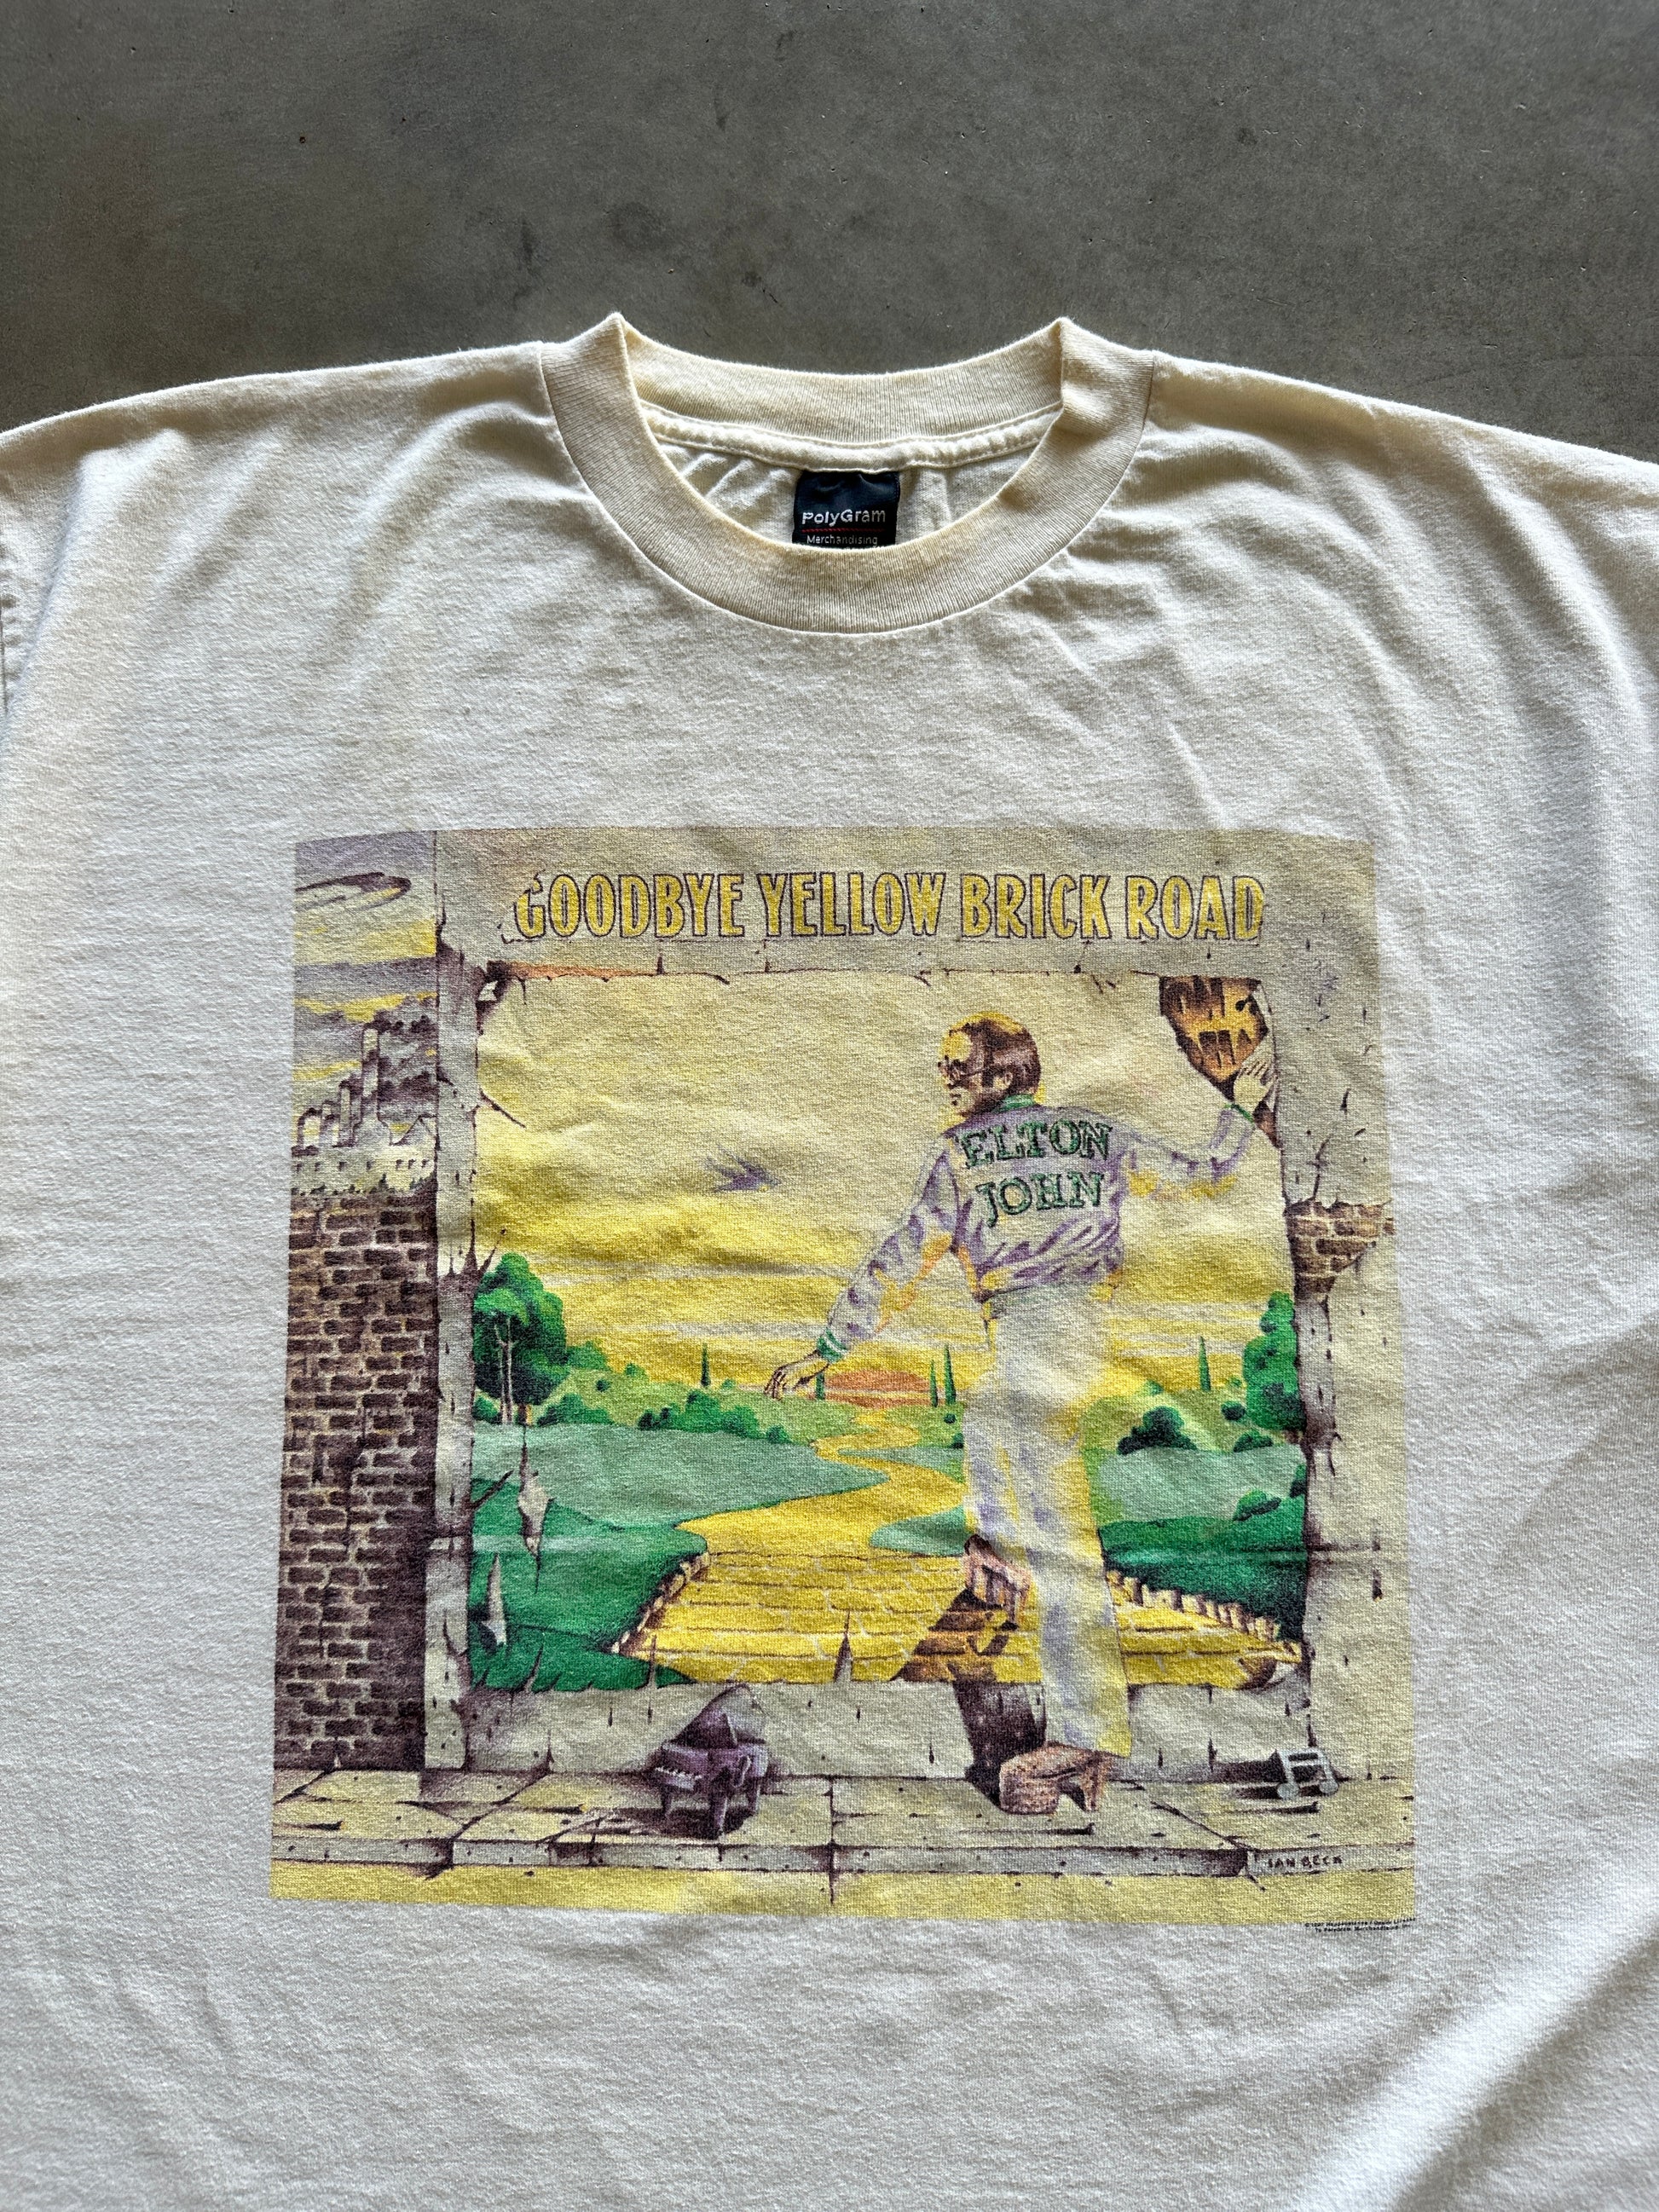 PolyGram
Merchandising
GOODBYE YELLOW BRICK ROAD
ELTON
JOHN
IAN BECK